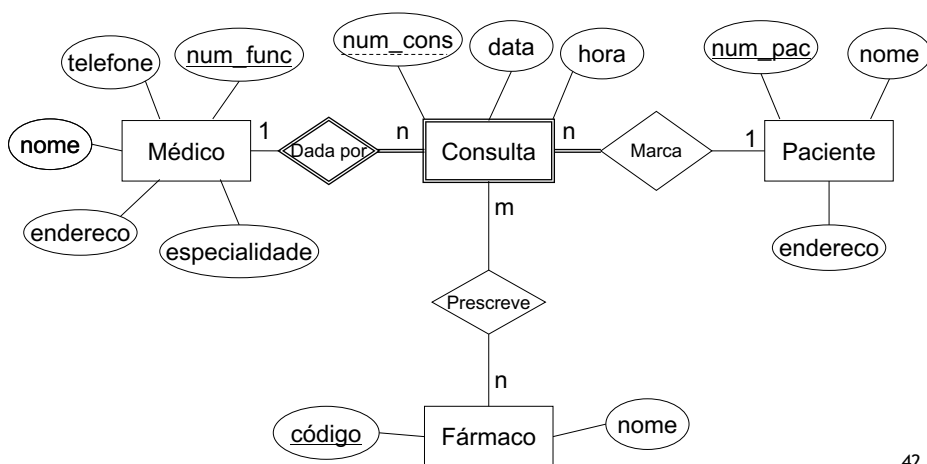 num_cons
data
hora
telefone
num_func
num_pac
nome
nome
Médico
1
Dada por
n
Consulta
n
Marca
1
Paciente
endereco
especialidade
m
endereco
Prescreve
n
código
Fármaco
nome
42